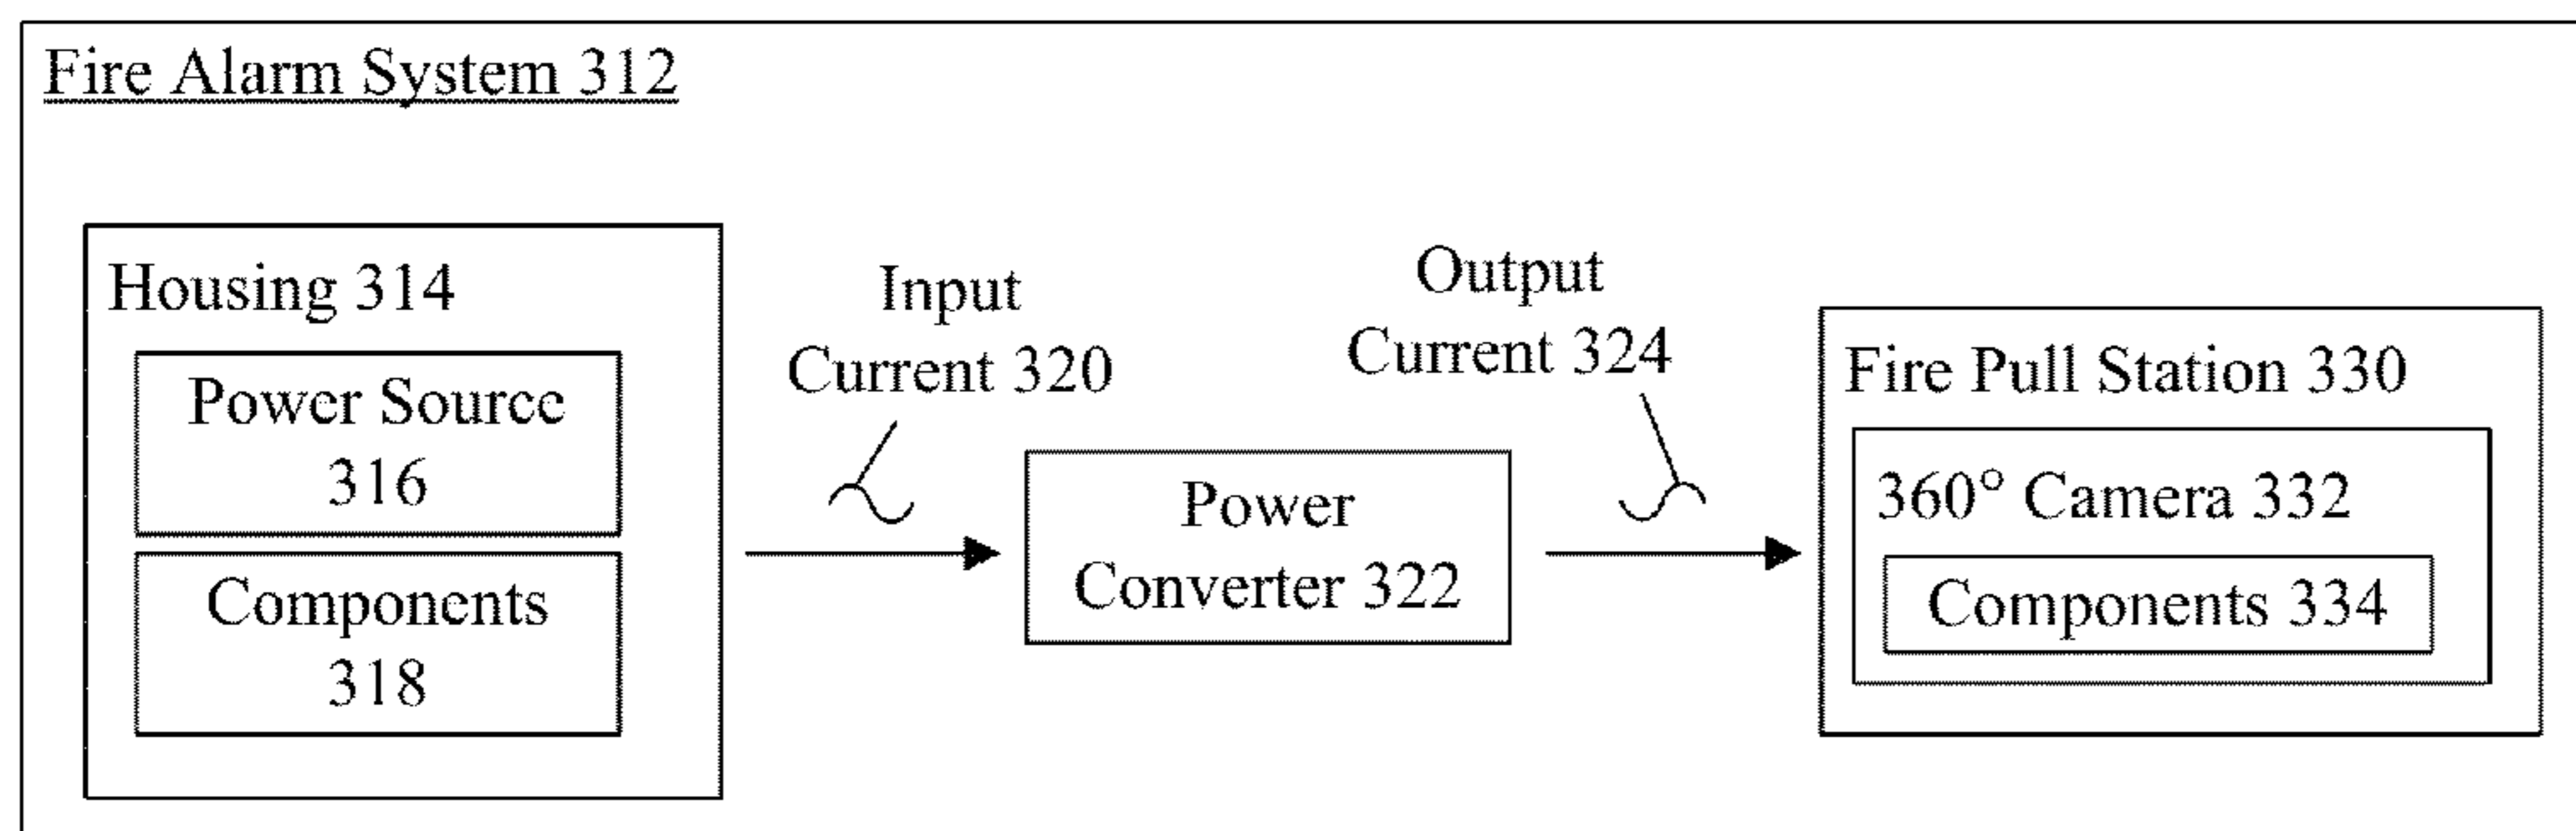 Fire Alarm System 312
Housing 314
Power Source
316
Components
318
Input
Current 320
Power
Converter 322
Output
Current 324
Fire Pull Station 330
360° Camera 332
Components 334